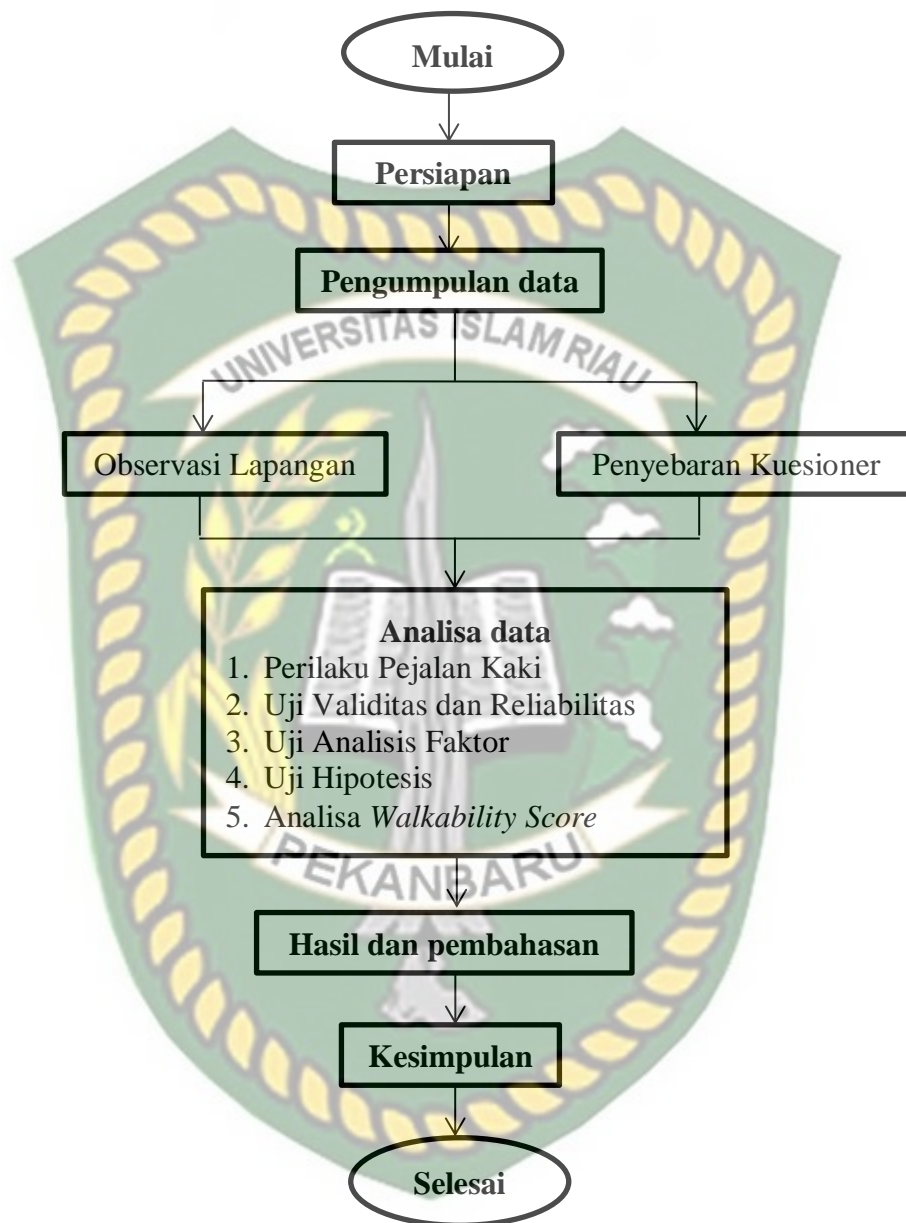 Mulai
Persiapan
Pengumpulan data
UNIVERSITAS ISLAM RIAU
Observasi Lapangan
Penyebaran Kuesioner
Analisa data
1. Perilaku Pejalan Kaki
2. Uji Validitas dan Reliabilitas
3. Uji Analisis Faktor
4. Uji Hipotesis
5. Analisa Walkability Score
PEKANBARU
Hasil dan pembahasan
Kesimpulan
Selesai